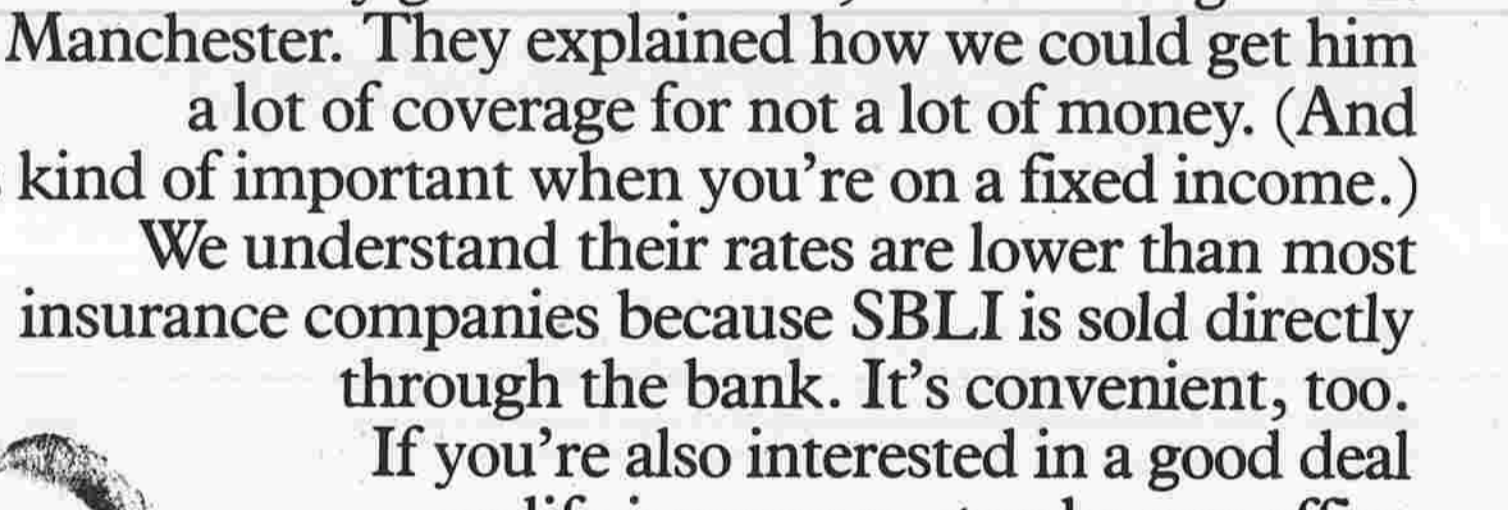 Manchester. They explained how we could get him
a lot of coverage for not a lot of money. (And
kind of important when you're on a fixed income.)
We understand their rates are lower than most
insurance companies because SBLI is sold directly
through the bank. It's convenient, too.
If you're also interested in a good deal